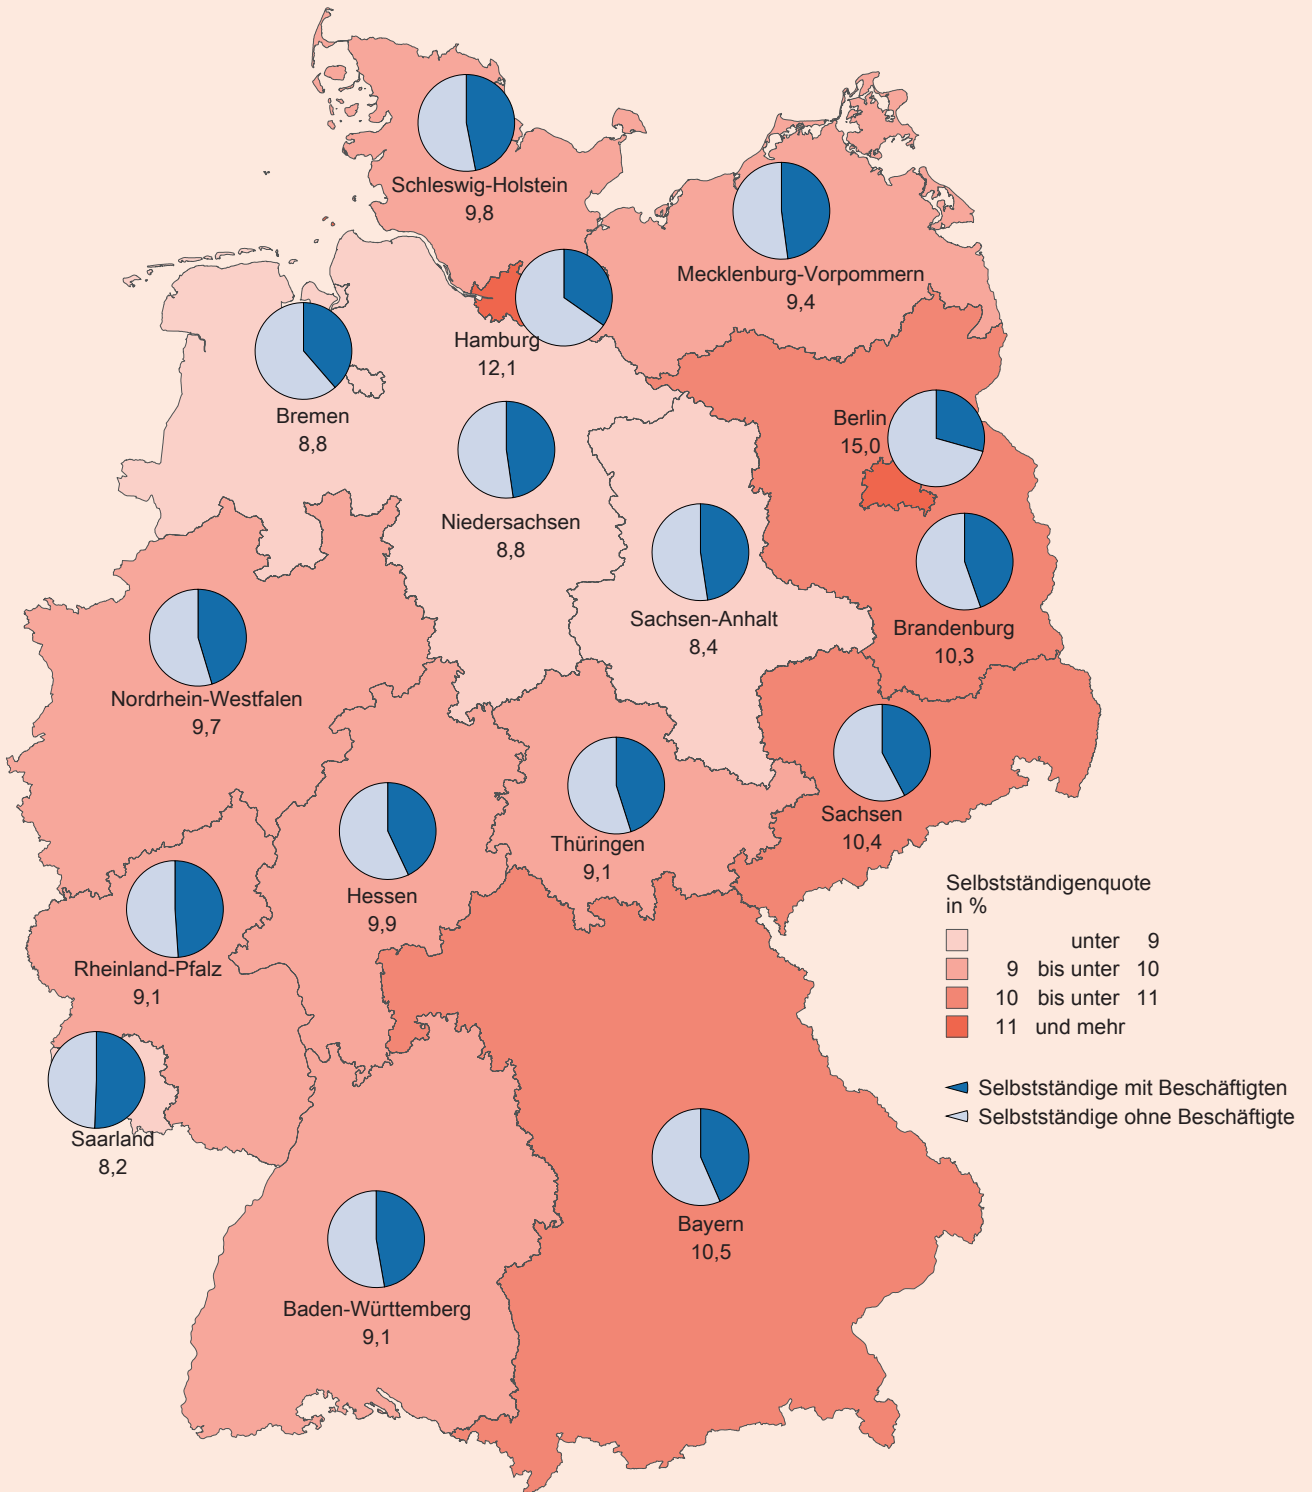 Schleswig-Holstein
9,8
Mecklenburg-Vorpommern
9,4
Hamburg
12,1
Bremen
8,8
Berlin
15,0
Niedersachsen
8,8
Sachsen-Anhalt
8,4
Brandenburg
10,3
Nordrhein-Westfalen
9,7
Sachsen
10,4
Thüringen
9,1
Hessen
9,9
Rheinland-Pfalz
9,1
Saarland
8,2
Bayern
10,5
Baden-Württemberg
9,1
Selbstständigenquote
in %
unter 9
9 bis unter 10
10 bis unter 11
11 und mehr
Selbstständige mit Beschäftigten
Selbstständige ohne Beschäftigte